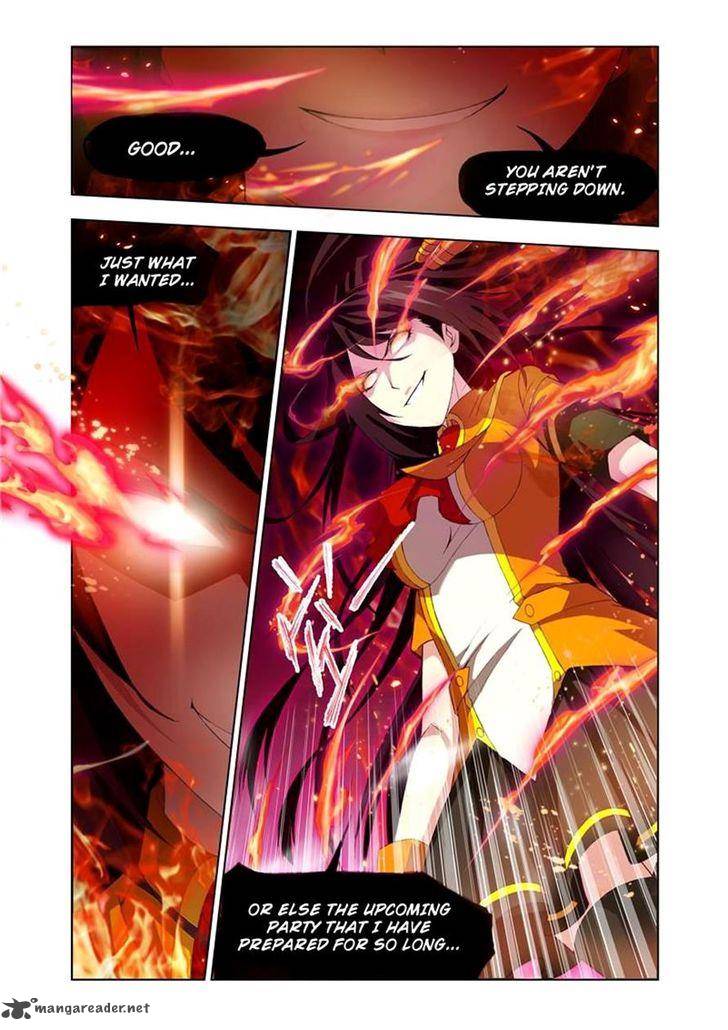 GOOD...
YOU AREN'T
STEPPING DOWN.
JUST WHAT
I WANTED...
OR ELSE THE UPCOMING
PARTY THAT I HAVE
PREPARED FOR SO LONG...
mangareader.net